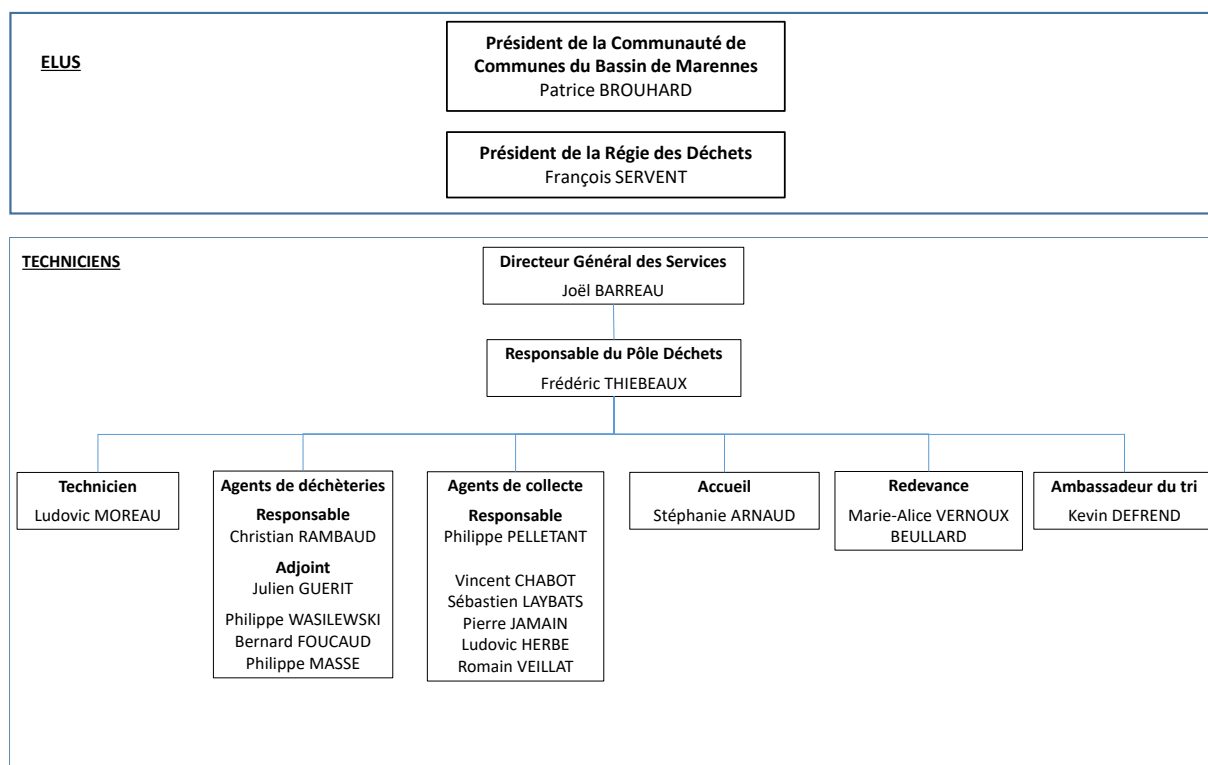 ELUS
Président de la Communauté de
Communes du Bassin de Marennes
Patrice BROUHARD
Président de la Régie des Déchets
François SERVENT
TECHNICIENS
Directeur Général des Services
Joël BARREAU
Responsable du Pôle Déchets
Frédéric THIEBEAUX
Technicien
Ludovic MOREAU
Agents de déchèteries
Responsable
Christian RAMBAUD
Adjoint
Julien GUERIT
Philippe WASILEWSKI
Bernard FOUCAUD
Philippe MASSE
Agents de collecte
Responsable
Philippe PELLETANT
Vincent CHABOT
Sébastien LAYBATS
Pierre JAMAIN
Ludovic HERBE
Romain VEILLAT
Accueil
Stéphanie ARNAUD
Redevance
Marie-Alice VERNOUX
BEULLARD
Ambassadeur du tri
Kevin DEFREND